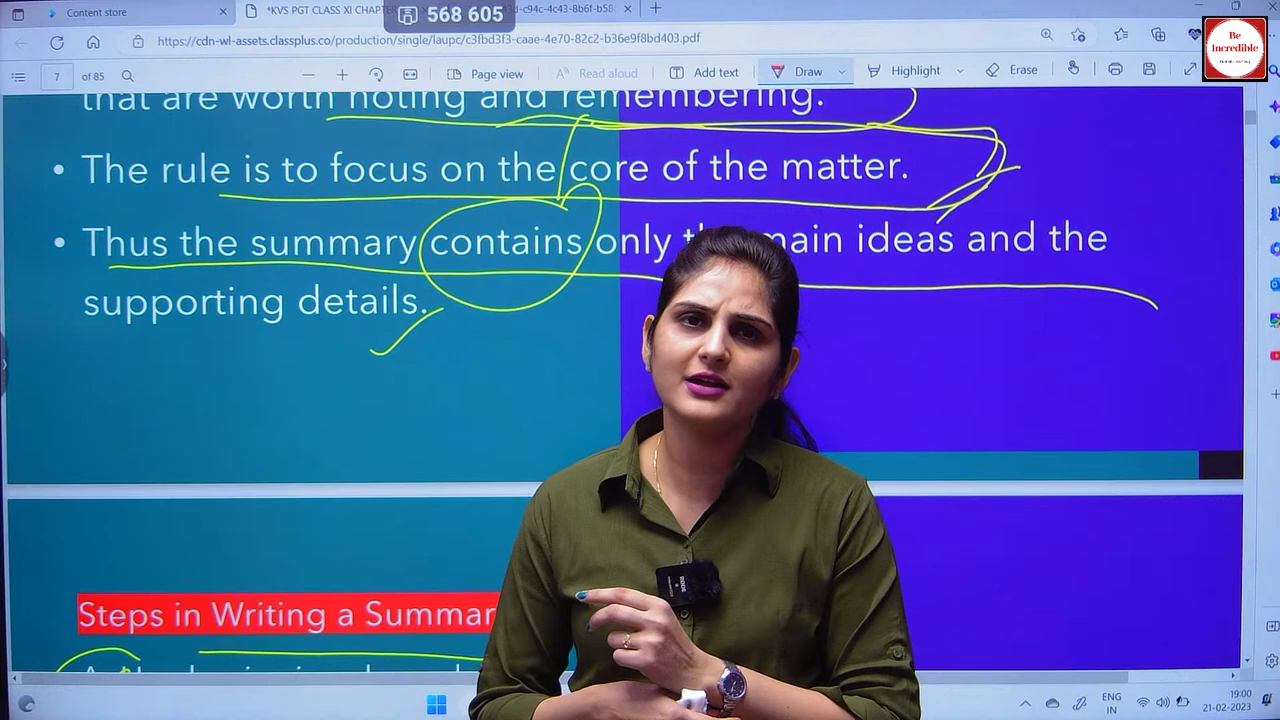 Content store
*KVS PGT CLASS XI CHAPTER
568 605
https://cdn-wl-assets.classplus.co/production/single/laupc/c3fbd3f3-caae-4e70-82c2-b36e9f8bd403.pdf
Be
Incredible
7 of 85
Page view
Read aloud
Add text
Draw
Highlight
Erase
that are worth noting and remembering.
• The rule is to focus on the core of the matter.
• Thus the summary contains only main ideas and the
supporting details.
Steps in Writing a Summar
ENG
IN
19:00
21-02-2023